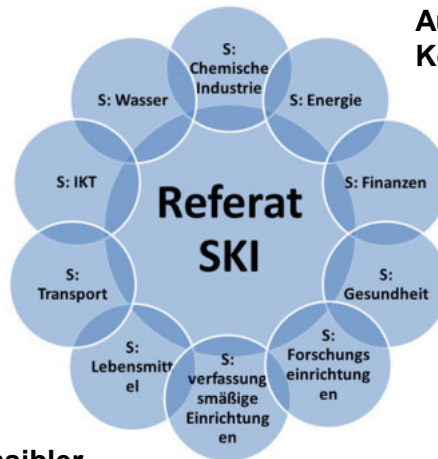 Au
S:
Chemische
Industrie
S: Energie
S: Finanzen
S:
Gesundheit
S:
Forschungs
einrichtung
en
S:
verfassung
smäßige
Einrichtung
en
S:
Lebensmitt
el
S:
Transport
S: IKT
S: Wasser
Referat
SKI